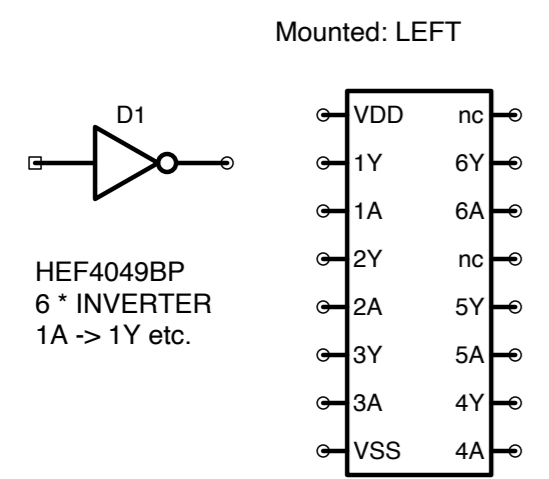 Mounted: LEFT
D1
HEF4049BP
6 * INVERTER
1A -> 1Y etc.
VDD nc
1Y 6Y
1A 6A
2Y nc
2A 5Y
3Y 5A
3A 4Y
VSS 4A